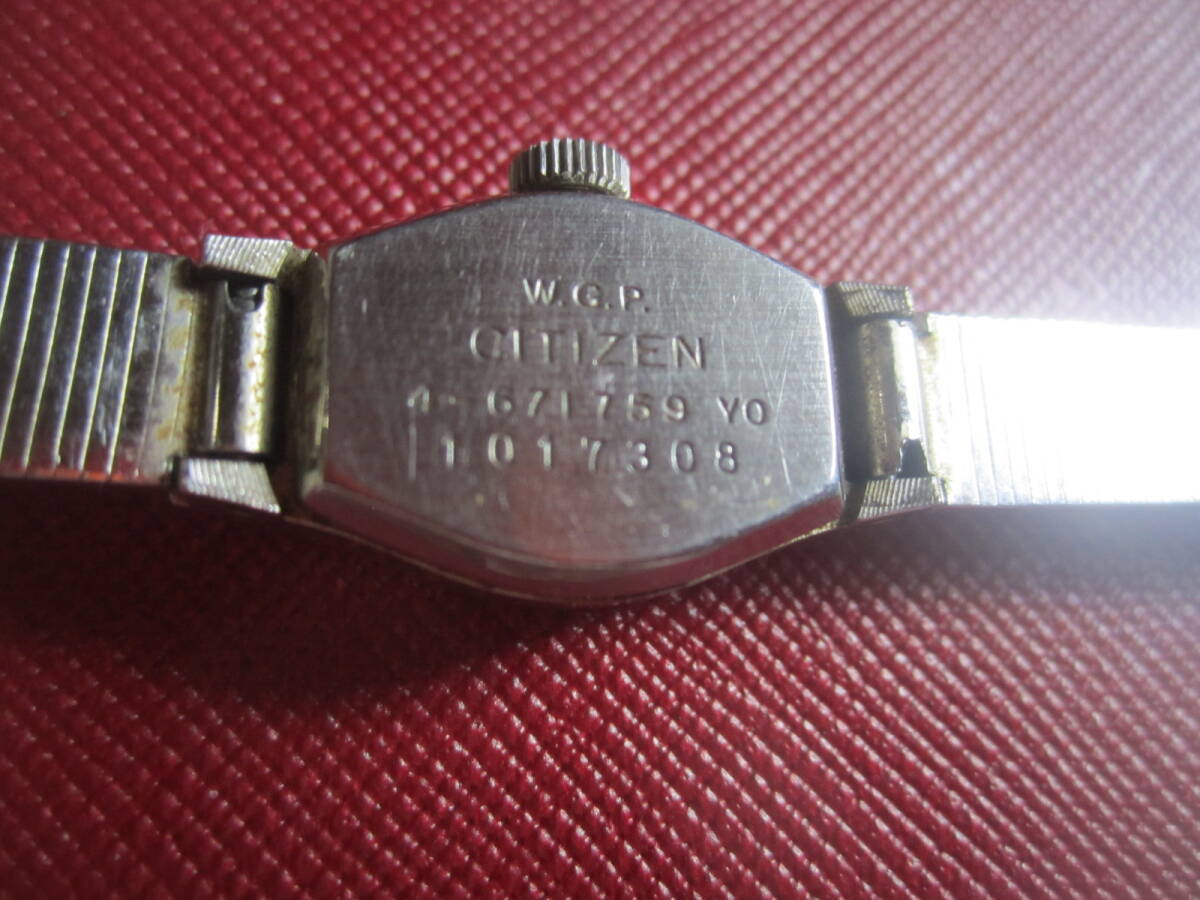 W.G.P.
CITIZEN
4-671759 YO
1017308